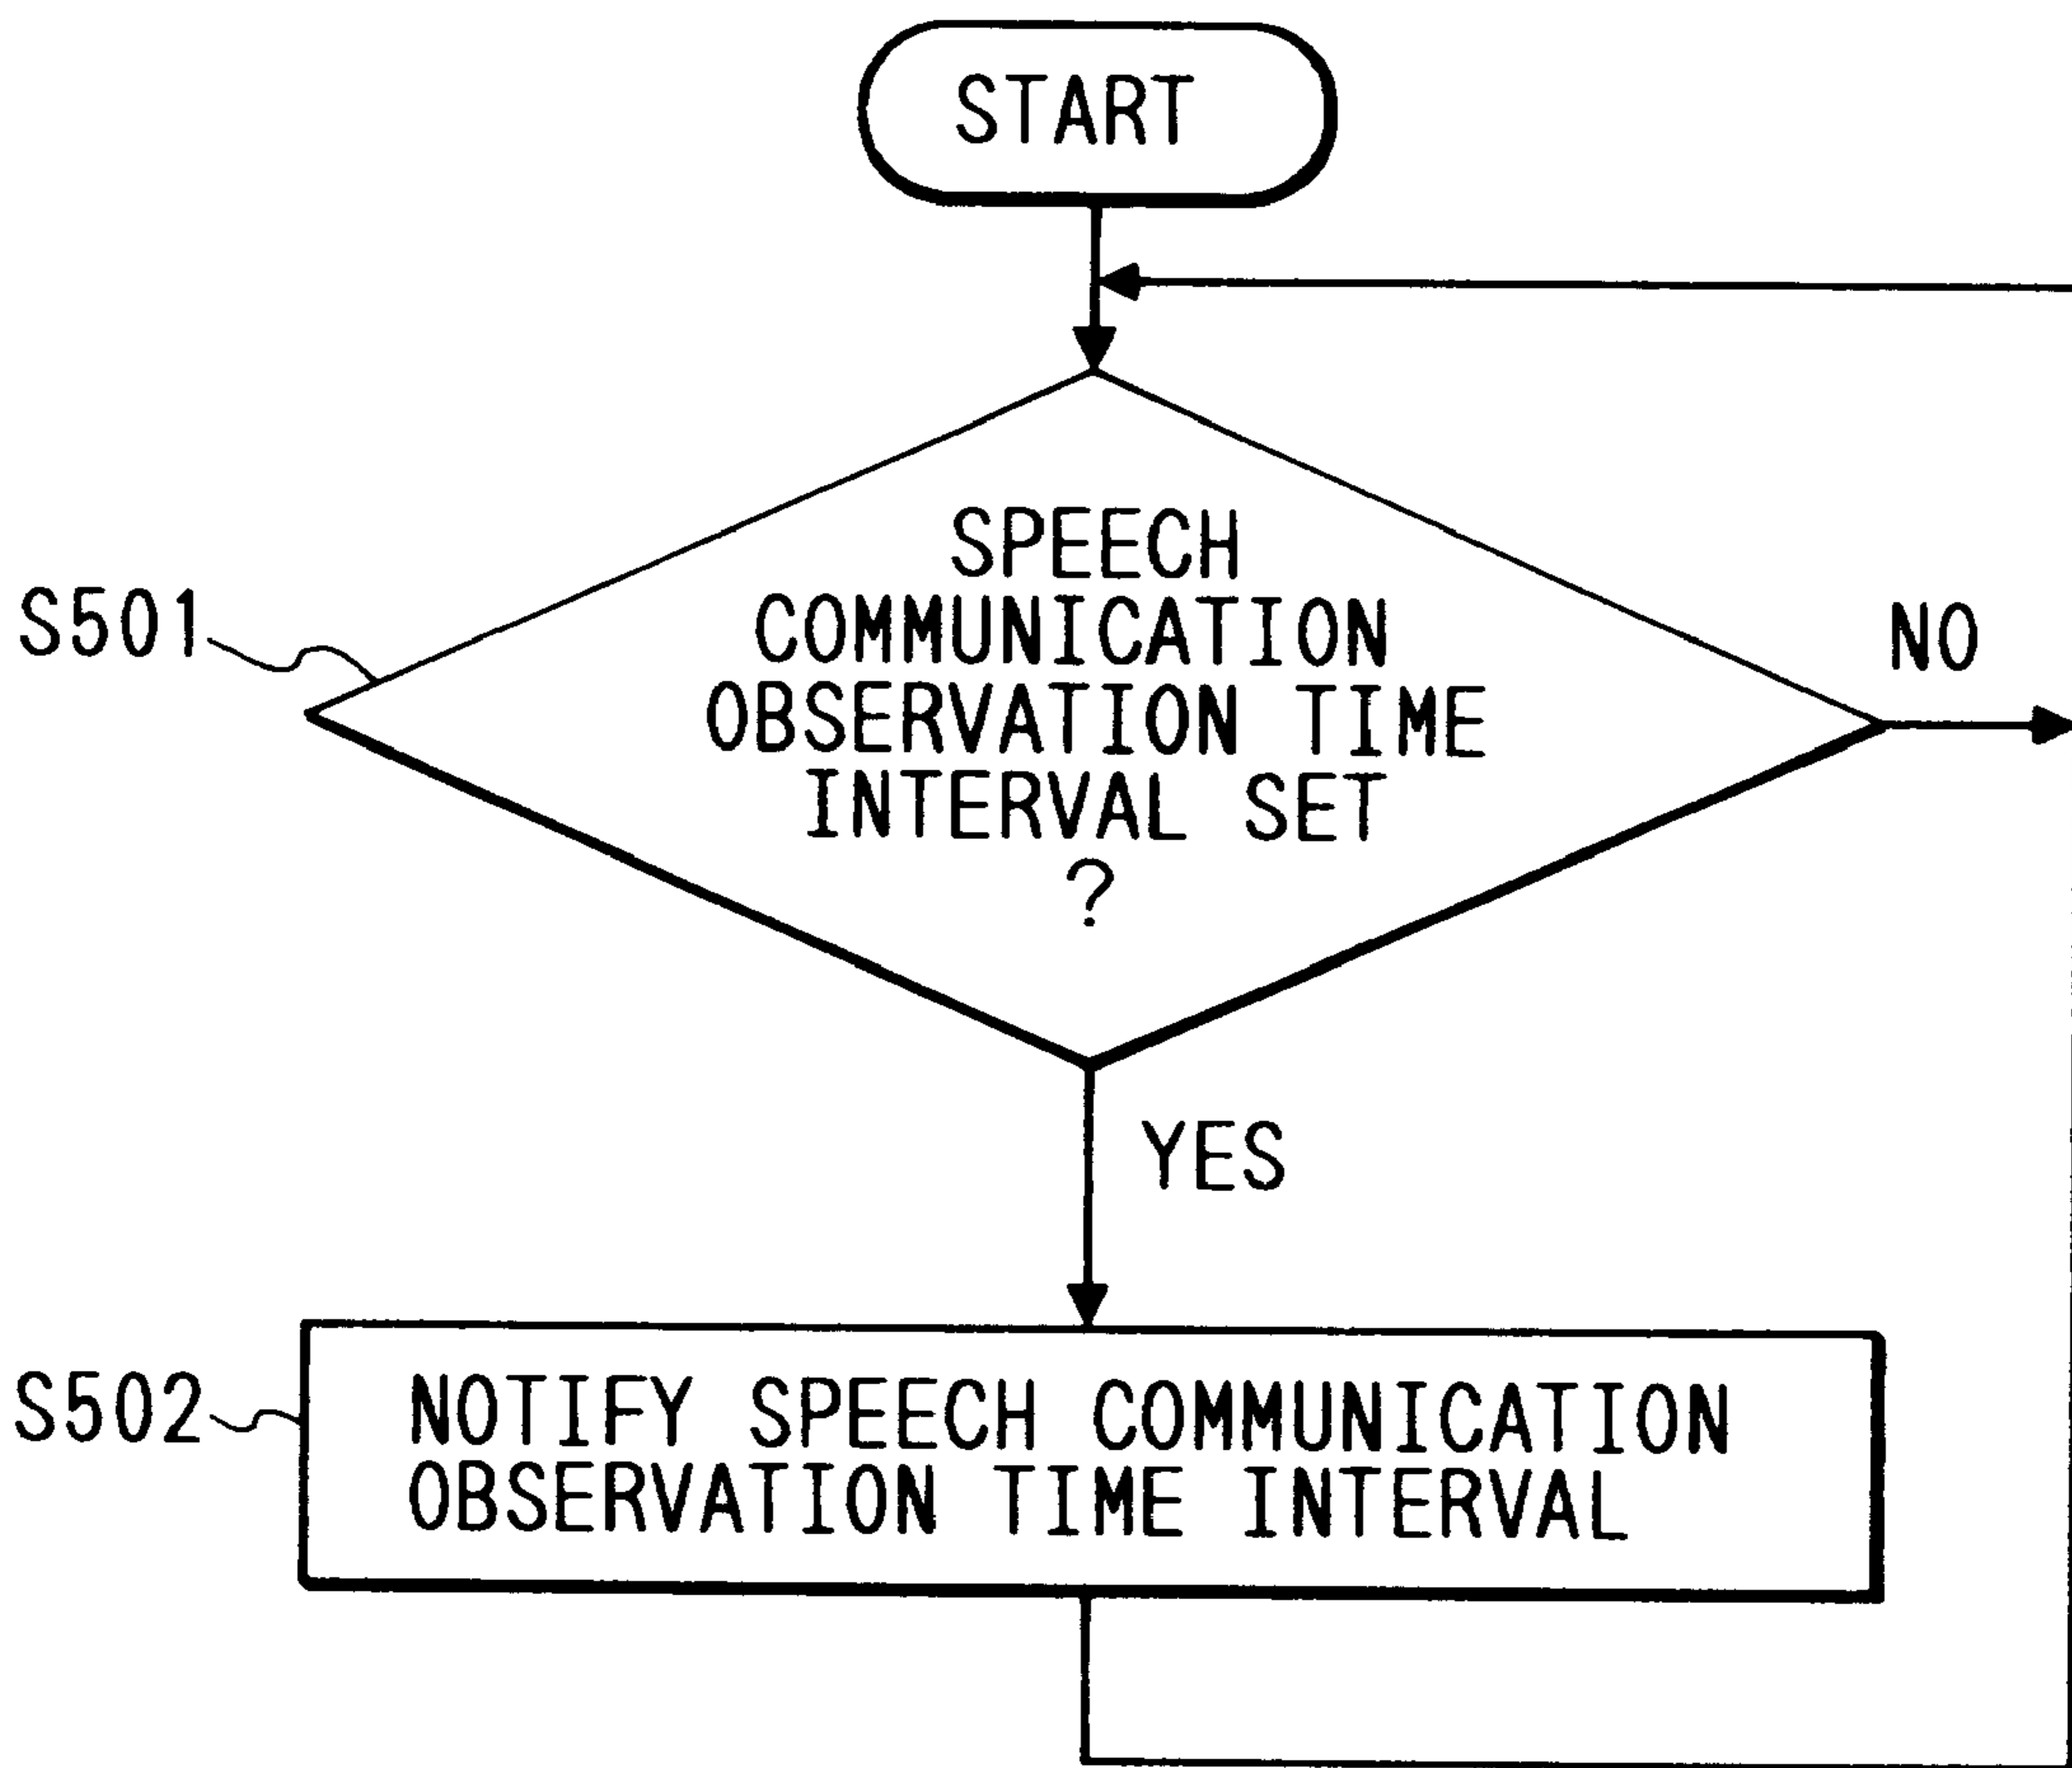 START
SPEECH
COMMUNICATION
OBSERVATION TIME
INTERVAL SET
?
S501
NO
YES
S502
NOTIFY SPEECH COMMUNICATION
OBSERVATION TIME INTERVAL